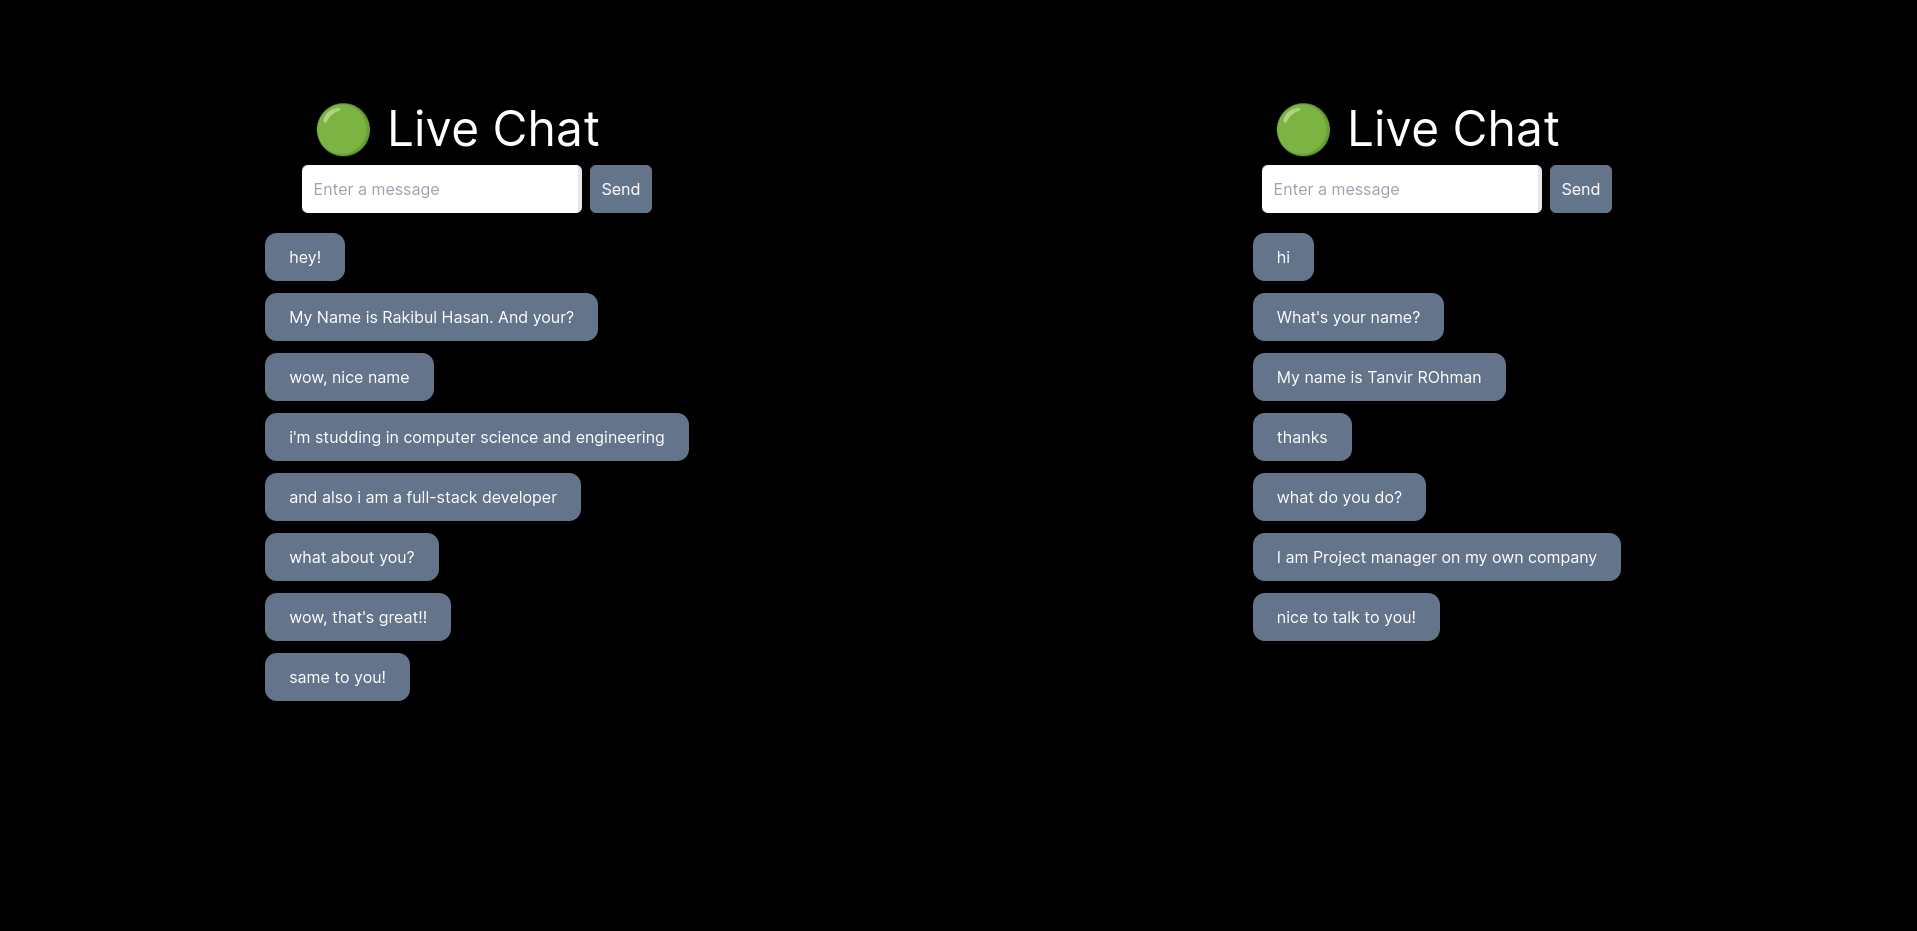 Live Chat
Enter a message
Send
hey!
My Name is Rakibul Hasan. And your?
wow, nice name
i'm studding in computer science and engineering
and also i am a full-stack developer
what about you?
wow, that's great!!
same to you!
Live Chat
Enter a message
Send
hi
What's your name?
My name is Tanvir ROhman
thanks
what do you do?
I am Project manager on my own company
nice to talk to you!